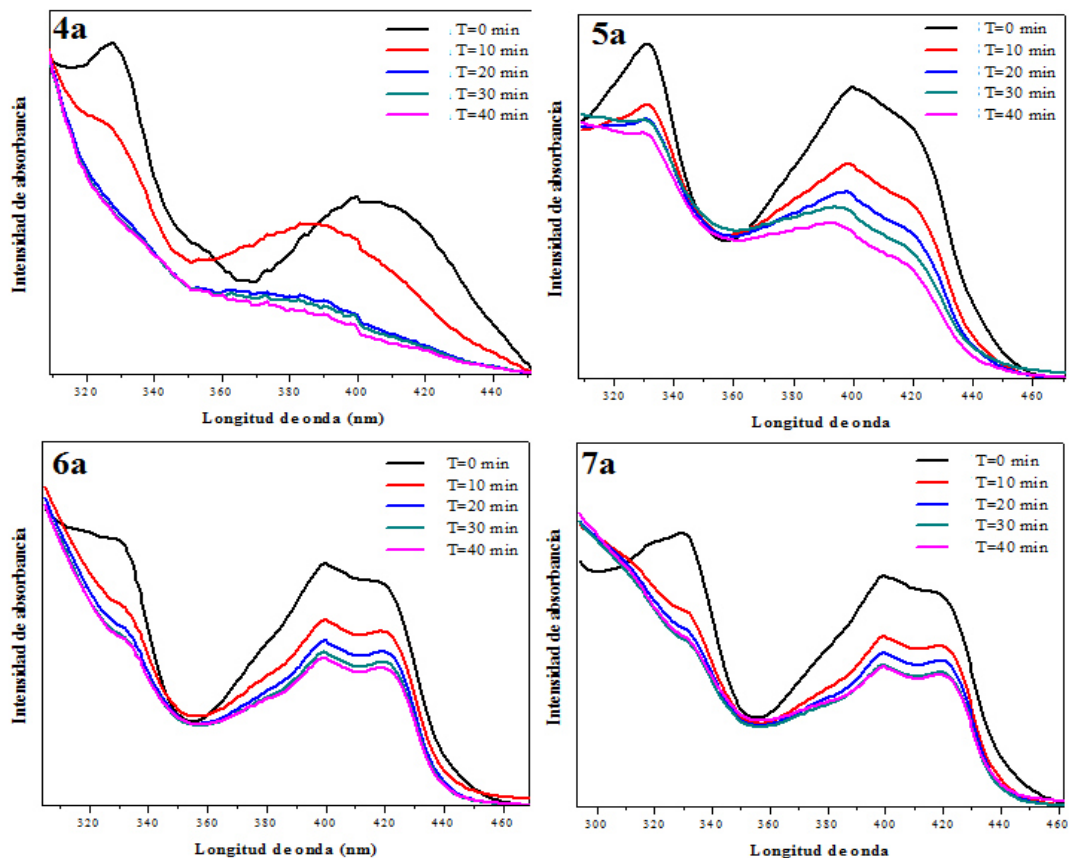 4a
T=0 min
T=10 min
T=20 min
T=30 min
T=40 min
Intensidad de absorbancia
320 340 360 380 400 420 440
Longitud de onda (nm)
5a
T=0 min
T=10 min
T=20 min
T=30 min
T=40 min
Intensidad de absorbancia
320 340 360 380 400 420 440 460
Longitud de onda
6a
T=0 min
T=10 min
T=20 min
T=30 min
T=40 min
Intensidad de absorbancia
320 340 360 380 400 420 440 460
Longitud de onda (nm)
7a
T=0 min
T=10 min
T=20 min
T=30 min
T=40 min
Intensidad de absorbancia
300 320 340 360 380 400 420 440 460
Longitud de onda